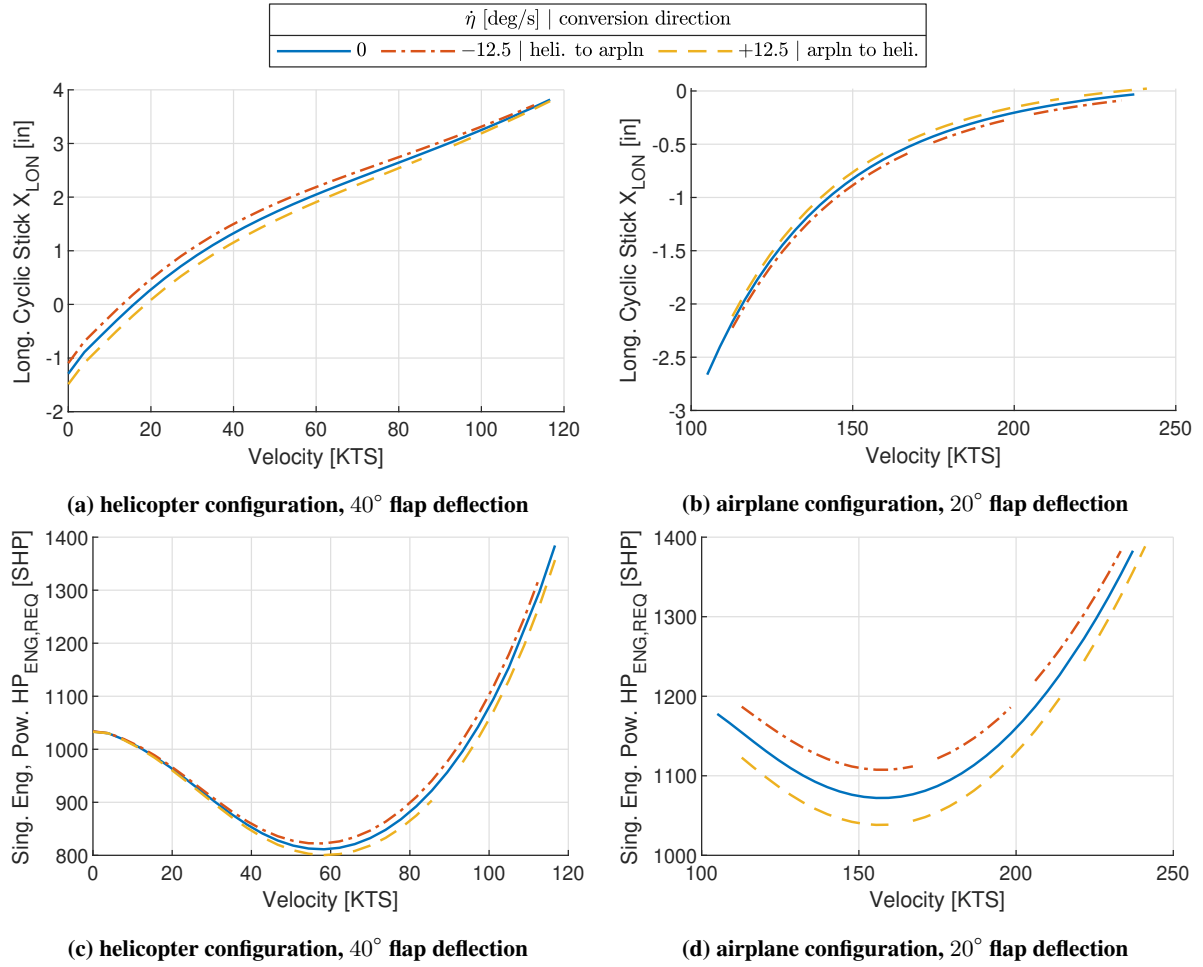 η̇ [deg/s] | conversion direction
0 −12.5 | heli. to arpln +12.5 | arpln to heli.
4
3
2
1
0
-1
-2
0 20 40 60 80 100 120
Long. Cyclic Stick X_LON [in]
Velocity [KTS]
(a) helicopter configuration, 40° flap deflection
0
-0.5
-1
-1.5
-2
-2.5
-3
100 150 200 250
Long. Cyclic Stick X_LON [in]
Velocity [KTS]
(b) airplane configuration, 20° flap deflection
1400
1300
1200
1100
1000
900
800
0 20 40 60 80 100 120
Sing. Eng, Pow. HP_ENG,REQ [SHP]
Velocity [KTS]
(c) helicopter configuration, 40° flap deflection
1400
1300
1200
1100
1000
100 150 200 250
Sing. Eng. Pow. HP_ENG,REQ [SHP]
Velocity [KTS]
(d) airplane configuration, 20° flap deflection